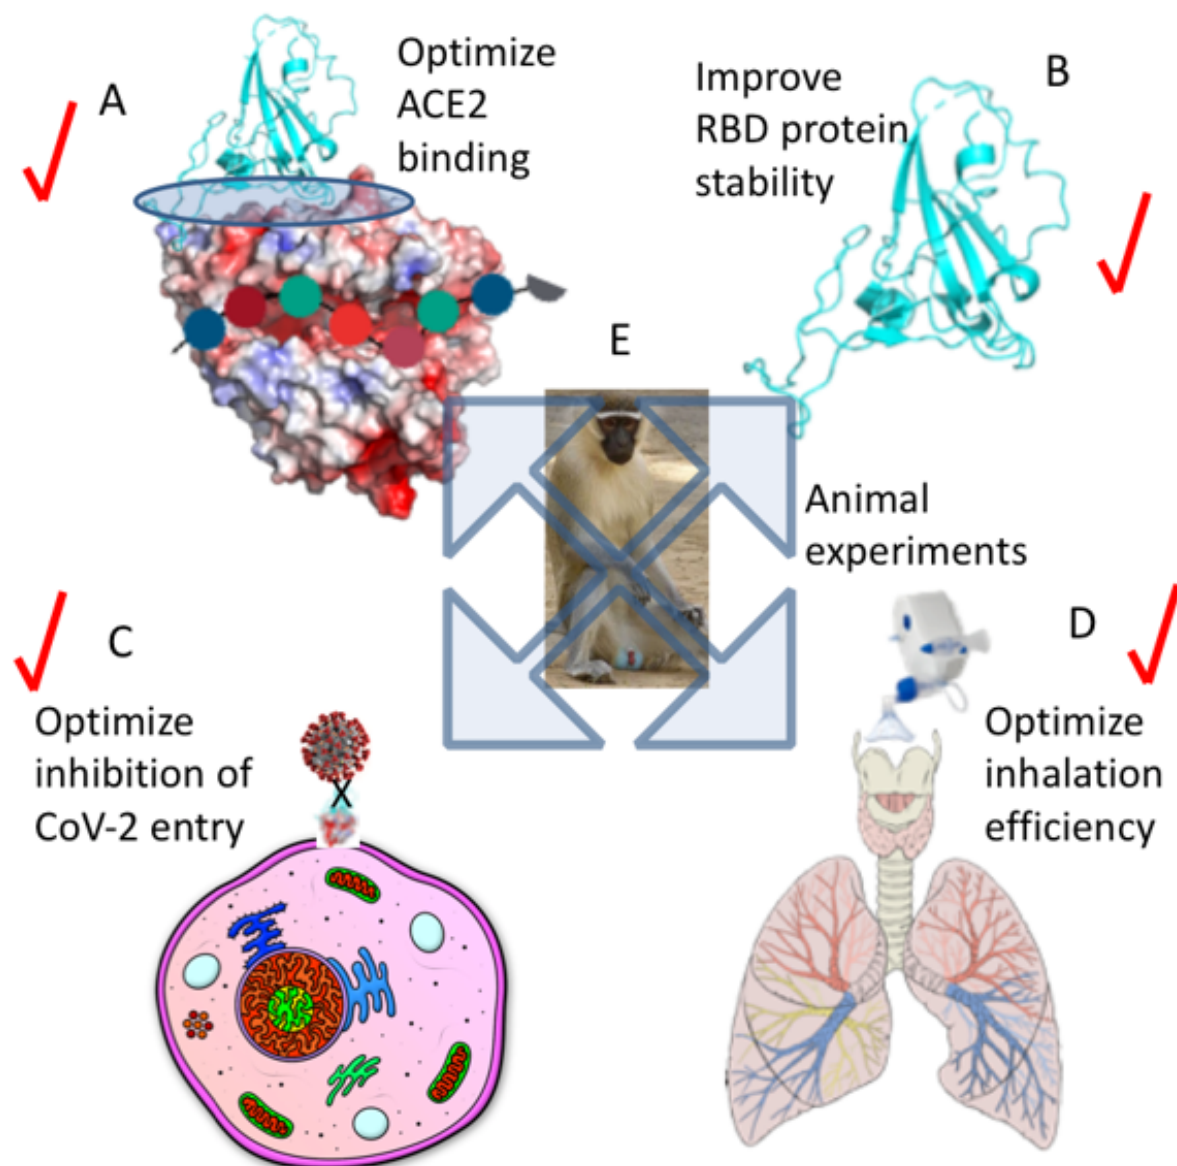 A
Optimize
ACE2
binding
Improve
RBD protein
stability
B
E
Animal
experiments
C
Optimize
inhibition of
CoV-2 entry
X
D
Optimize
inhalation
efficiency